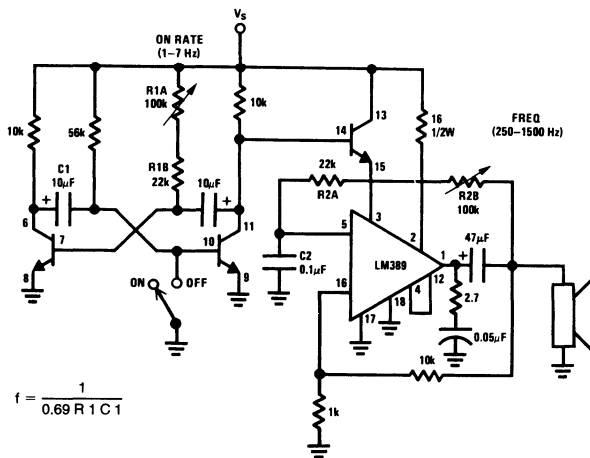 VS
ON RATE
(1–7 Hz)
R1A
100k
10k
56k
10k
13
14
15
16
1/2W
FREQ
(250–1500 Hz)
C1
10µF
+
R1B
22k
10µF
+
22k
R2A
R2B
100k
6
7
8
11
10
9
ON
OFF
5
3
2
47µF
+
1
C2
0.1µF
LM389
16
4
12
18
17
2.7
0.05µF
10k
1k
f = 1
0.69 R 1 C 1